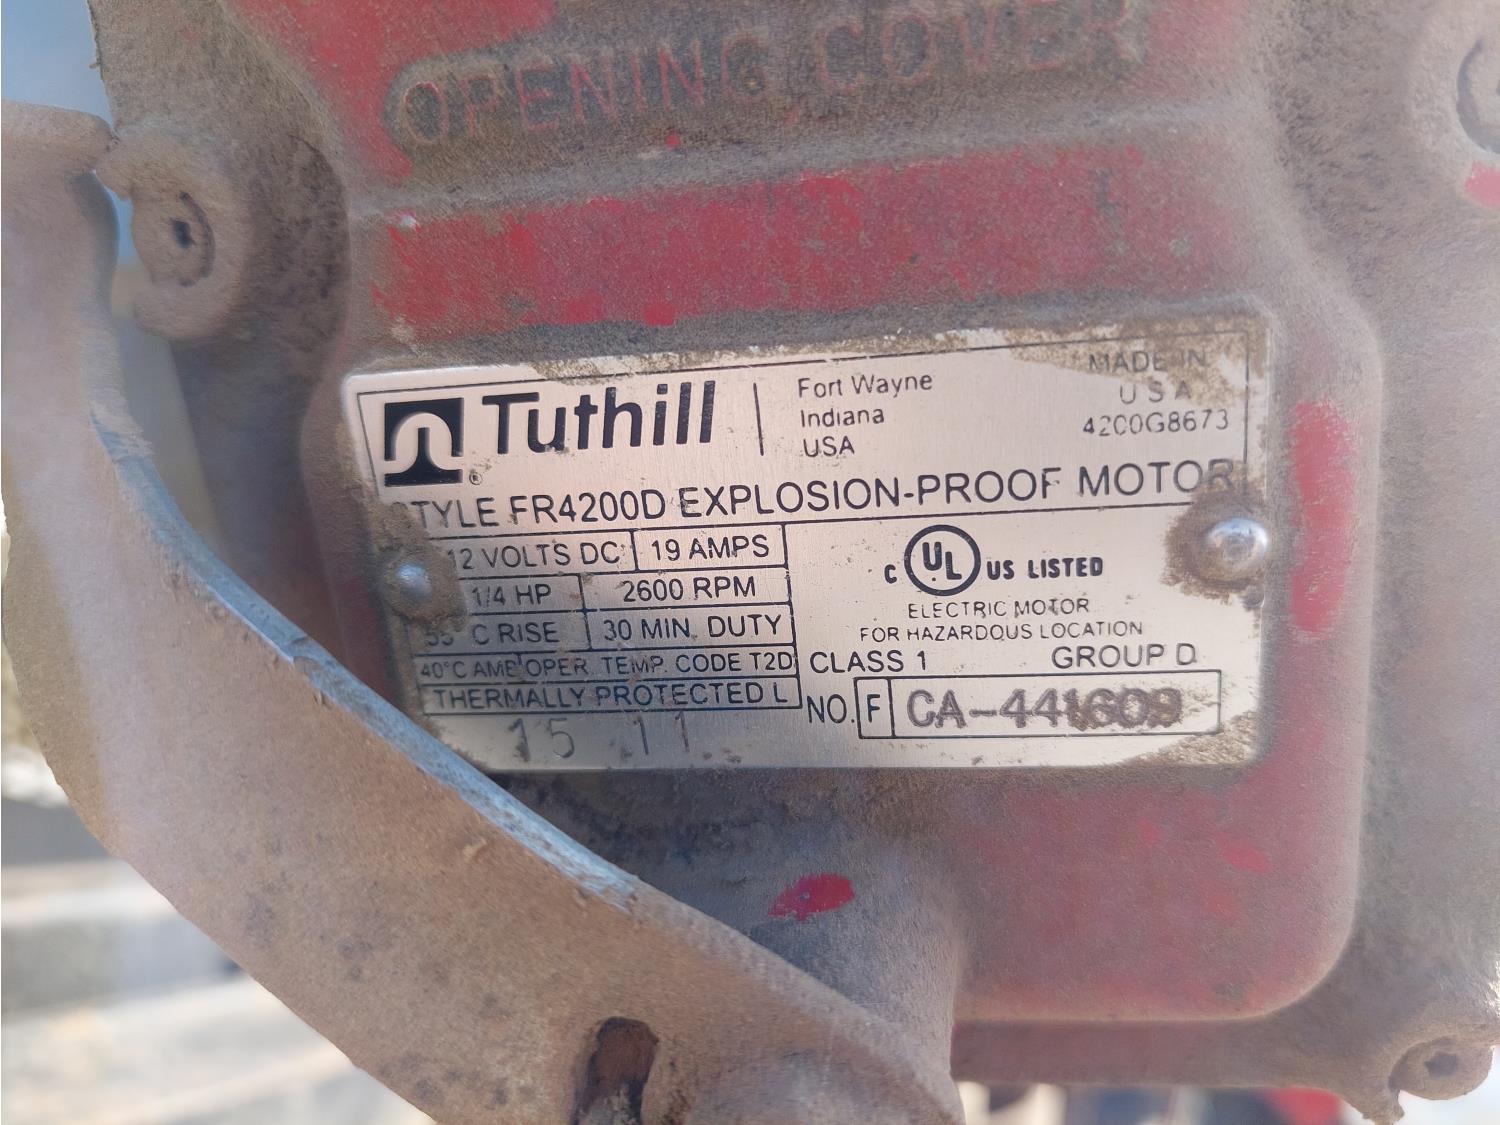 OPENING COVER
Tuthill
®
Fort Wayne
Indiana
USA
MADE IN
U S A
4200G8673
STYLE FR4200D EXPLOSION-PROOF MOTOR
12 VOLTS DC 19 AMPS
1/4 HP 2600 RPM
55°C RISE 30 MIN. DUTY
40°C AMB OPER. TEMP. CODE T2D
THERMALLY PROTECTED L
15 11
C UL US LISTED
ELECTRIC MOTOR
FOR HAZARDOUS LOCATION
CLASS 1 GROUP D
NO. F CA-441609